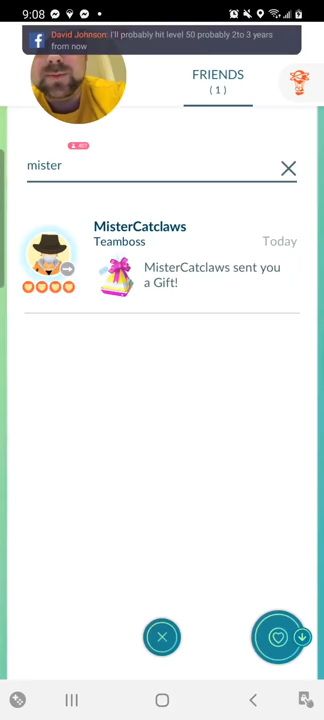 9:08
David Johnson: I'll probably hit level 50 probably 2to 3 years
from now
FRIENDS
( 1 )
mister
MisterCatclaws
Teamboss
Today
MisterCatclaws sent you
a Gift!